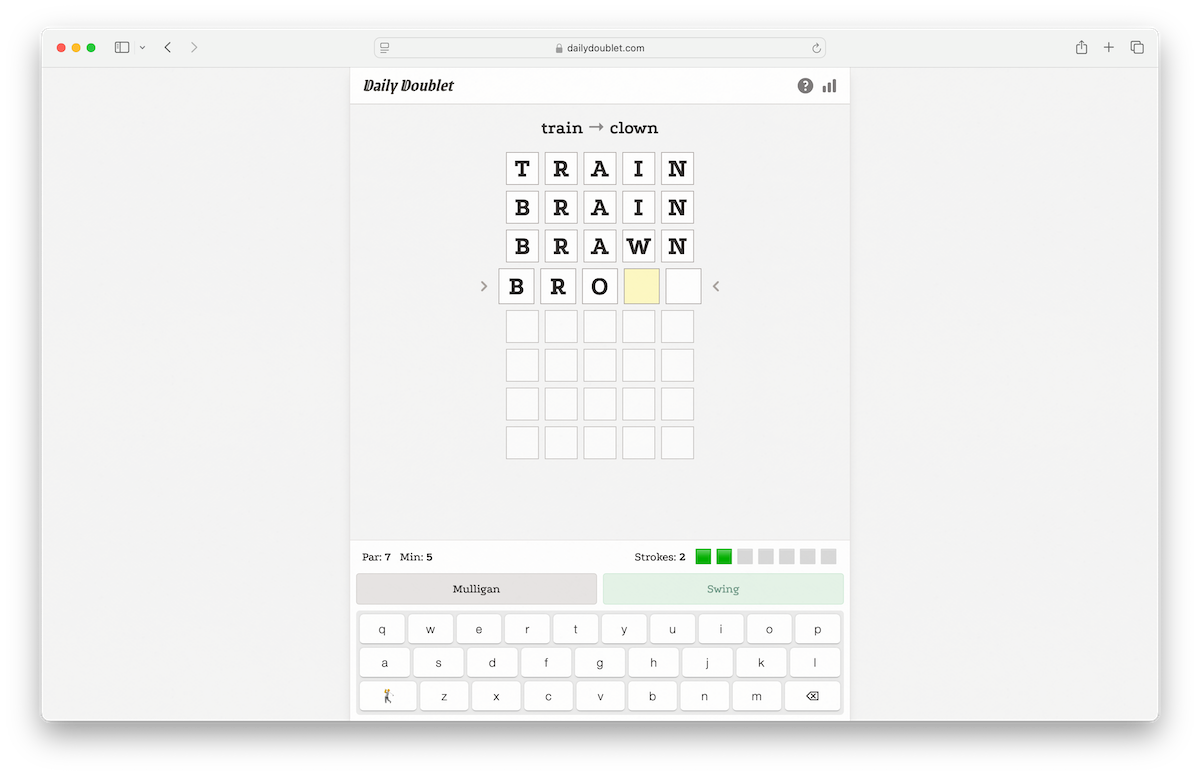 dailydoublet.com
Daily Doublet
?
train → clown
T R A I N
B R A I N
B R A W N
> B R O <
Par: 7 Min: 5 Strokes: 2
Mulligan Swing
q w e r t y u i o p
a s d f g h j k l
z x c v b n m